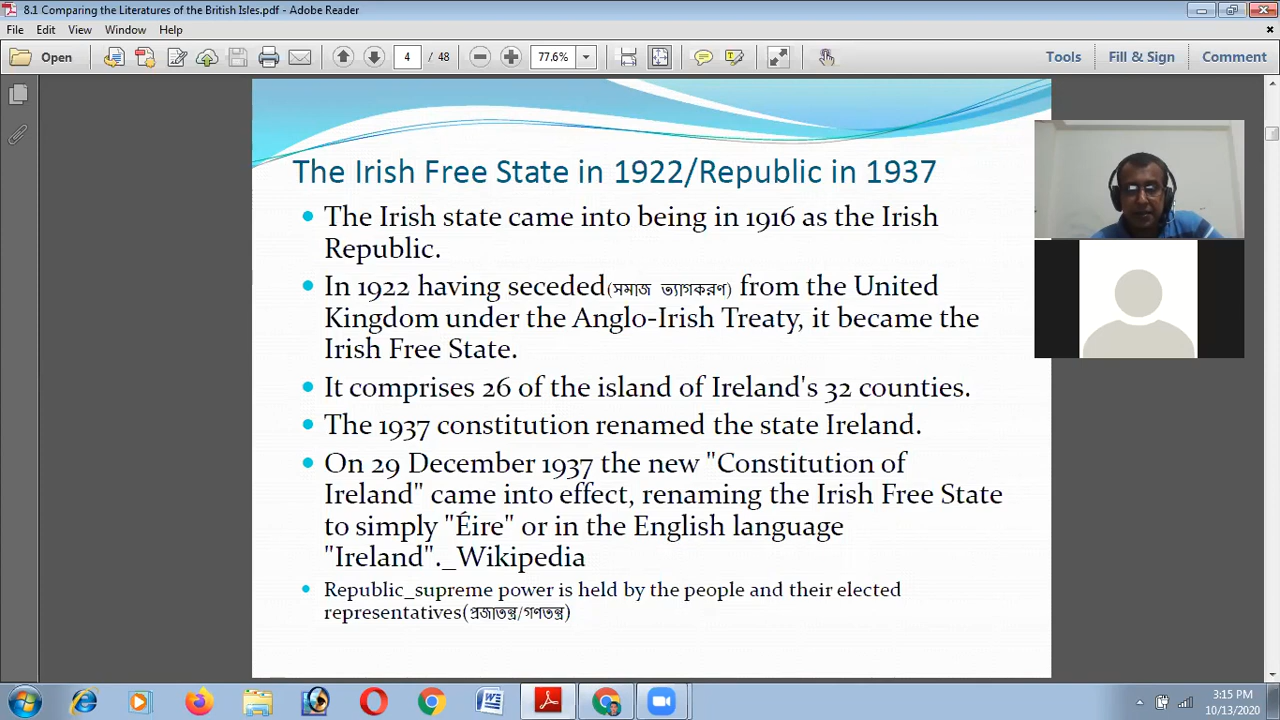 8.1 Comparing the Literatures of the British Isles.pdf - Adobe Reader
File Edit View Window Help
Open 4 / 48 77.6% Tools Fill & Sign Comment
The Irish Free State in 1922/Republic in 1937
• The Irish state came into being in 1916 as the Irish
Republic.
• In 1922 having seceded(সমাজ ত্যাগকরণ) from the United
Kingdom under the Anglo-Irish Treaty, it became the
Irish Free State.
• It comprises 26 of the island of Ireland's 32 counties.
• The 1937 constitution renamed the state Ireland.
• On 29 December 1937 the new "Constitution of
Ireland" came into effect, renaming the Irish Free State
to simply "Éire" or in the English language
"Ireland"._Wikipedia
• Republic_supreme power is held by the people and their elected
representatives(প্রজাতন্ত্র/গণতন্ত্র)
3:15 PM
10/13/2020